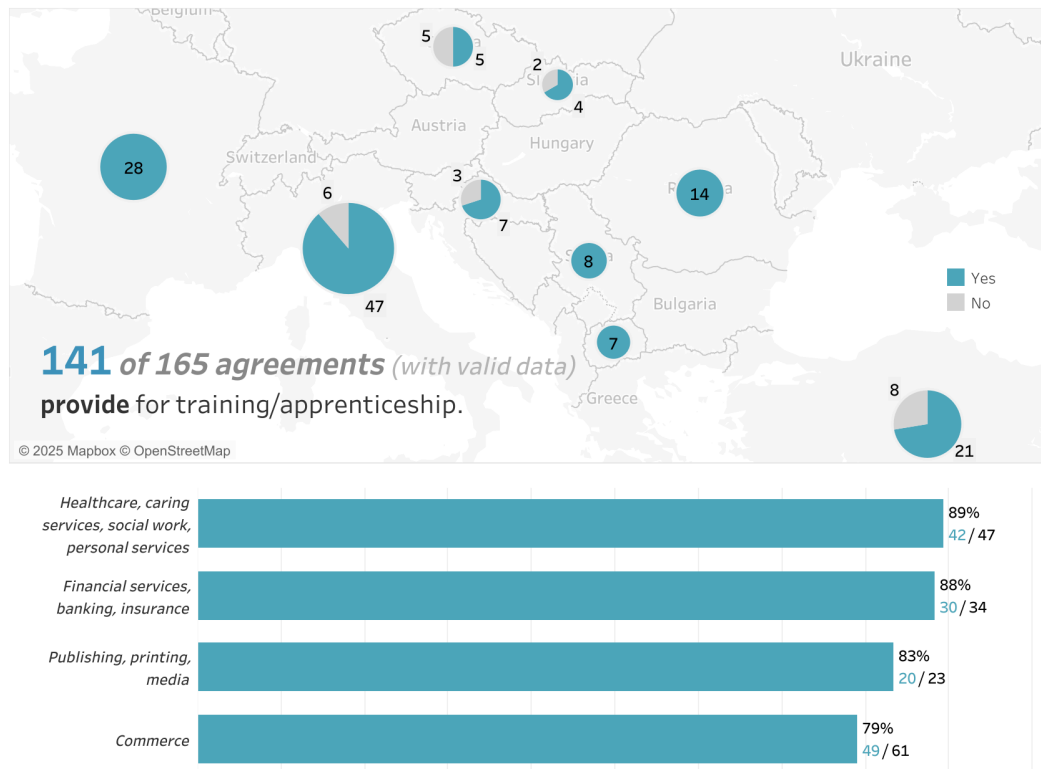 Belgium
Ukraine
5
5
2
4
Austria
Hungary
Switzerland
28
3
7
14
6
47
8
Yes
No
Bulgaria
7
141 of 165 agreements (with valid data)
provide for training/apprenticeship.
Greece
8
21
© 2025 Mapbox © OpenStreetMap
Healthcare, caring
services, social work,
personal services
89%
42/47
Financial services,
banking, insurance
88%
30/34
Publishing, printing,
media
83%
20/23
Commerce
79%
49/61